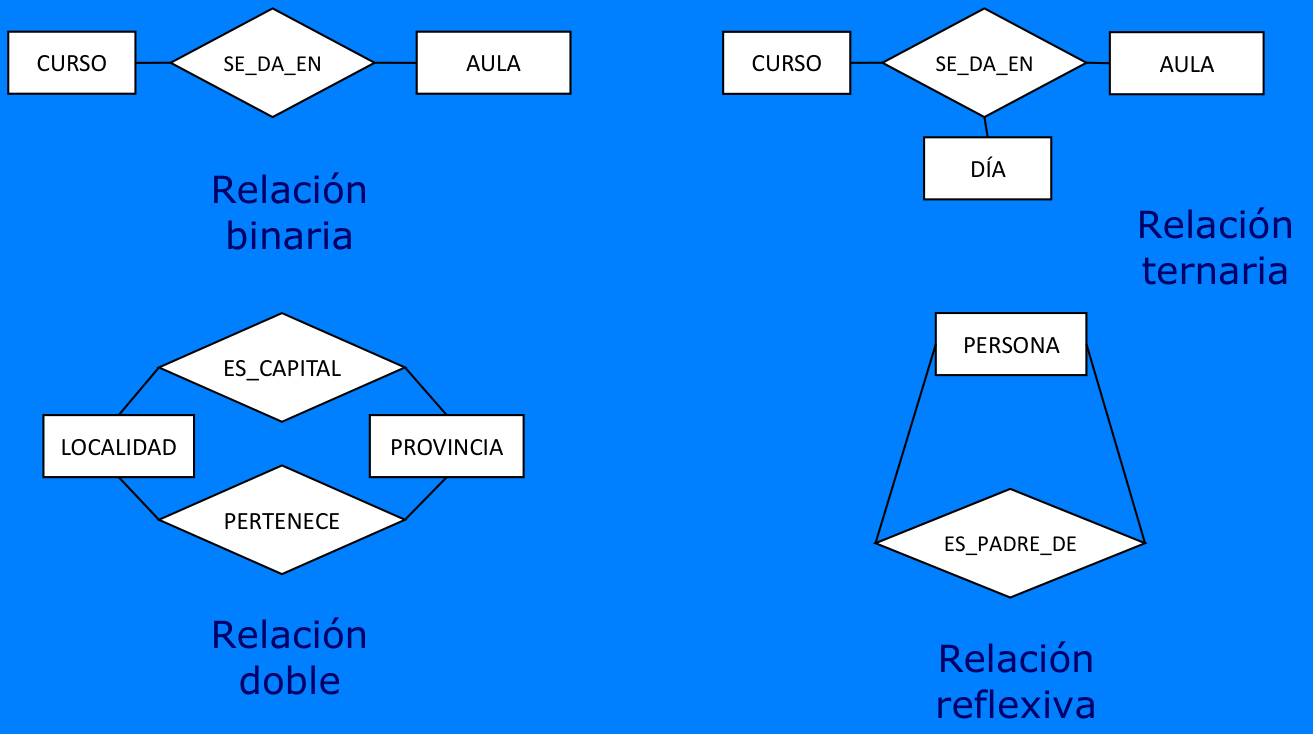 CURSO
SE_DA_EN
AULA
Relación
binaria
CURSO
SE_DA_EN
AULA
DÍA
Relación
ternaria
ES_CAPITAL
LOCALIDAD
PROVINCIA
PERTENECE
Relación
doble
PERSONA
ES_PADRE_DE
Relación
reflexiva